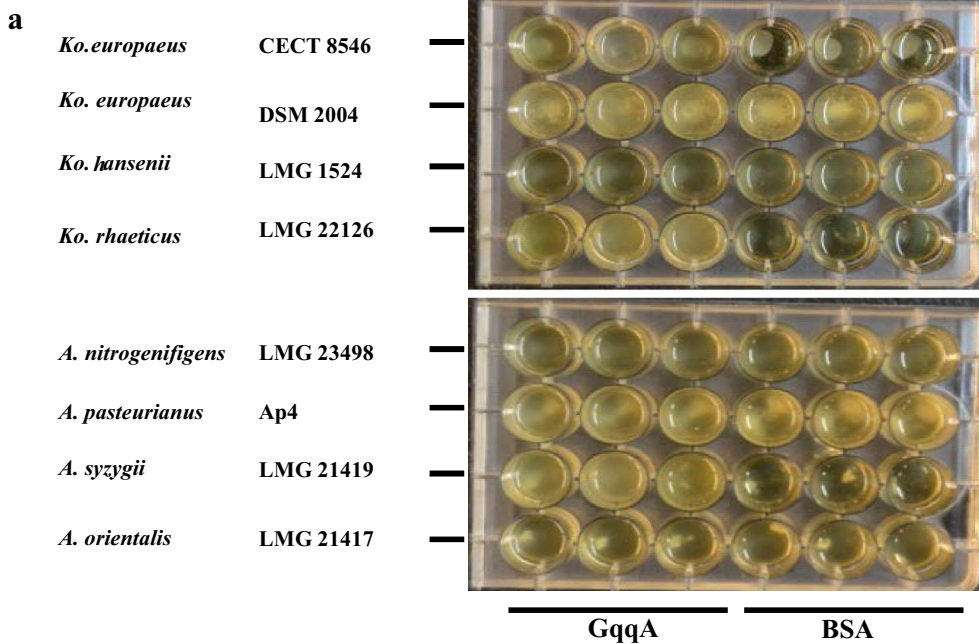 a
Ko.europaeus CECT 8546
Ko. europaeus DSM 2004
Ko. hansenii LMG 1524
Ko. rhaeticus LMG 22126
A. nitrogenifigens LMG 23498
A. pasteurianus Ap4
A. syzygii LMG 21419
A. orientalis LMG 21417
GqqA BSA